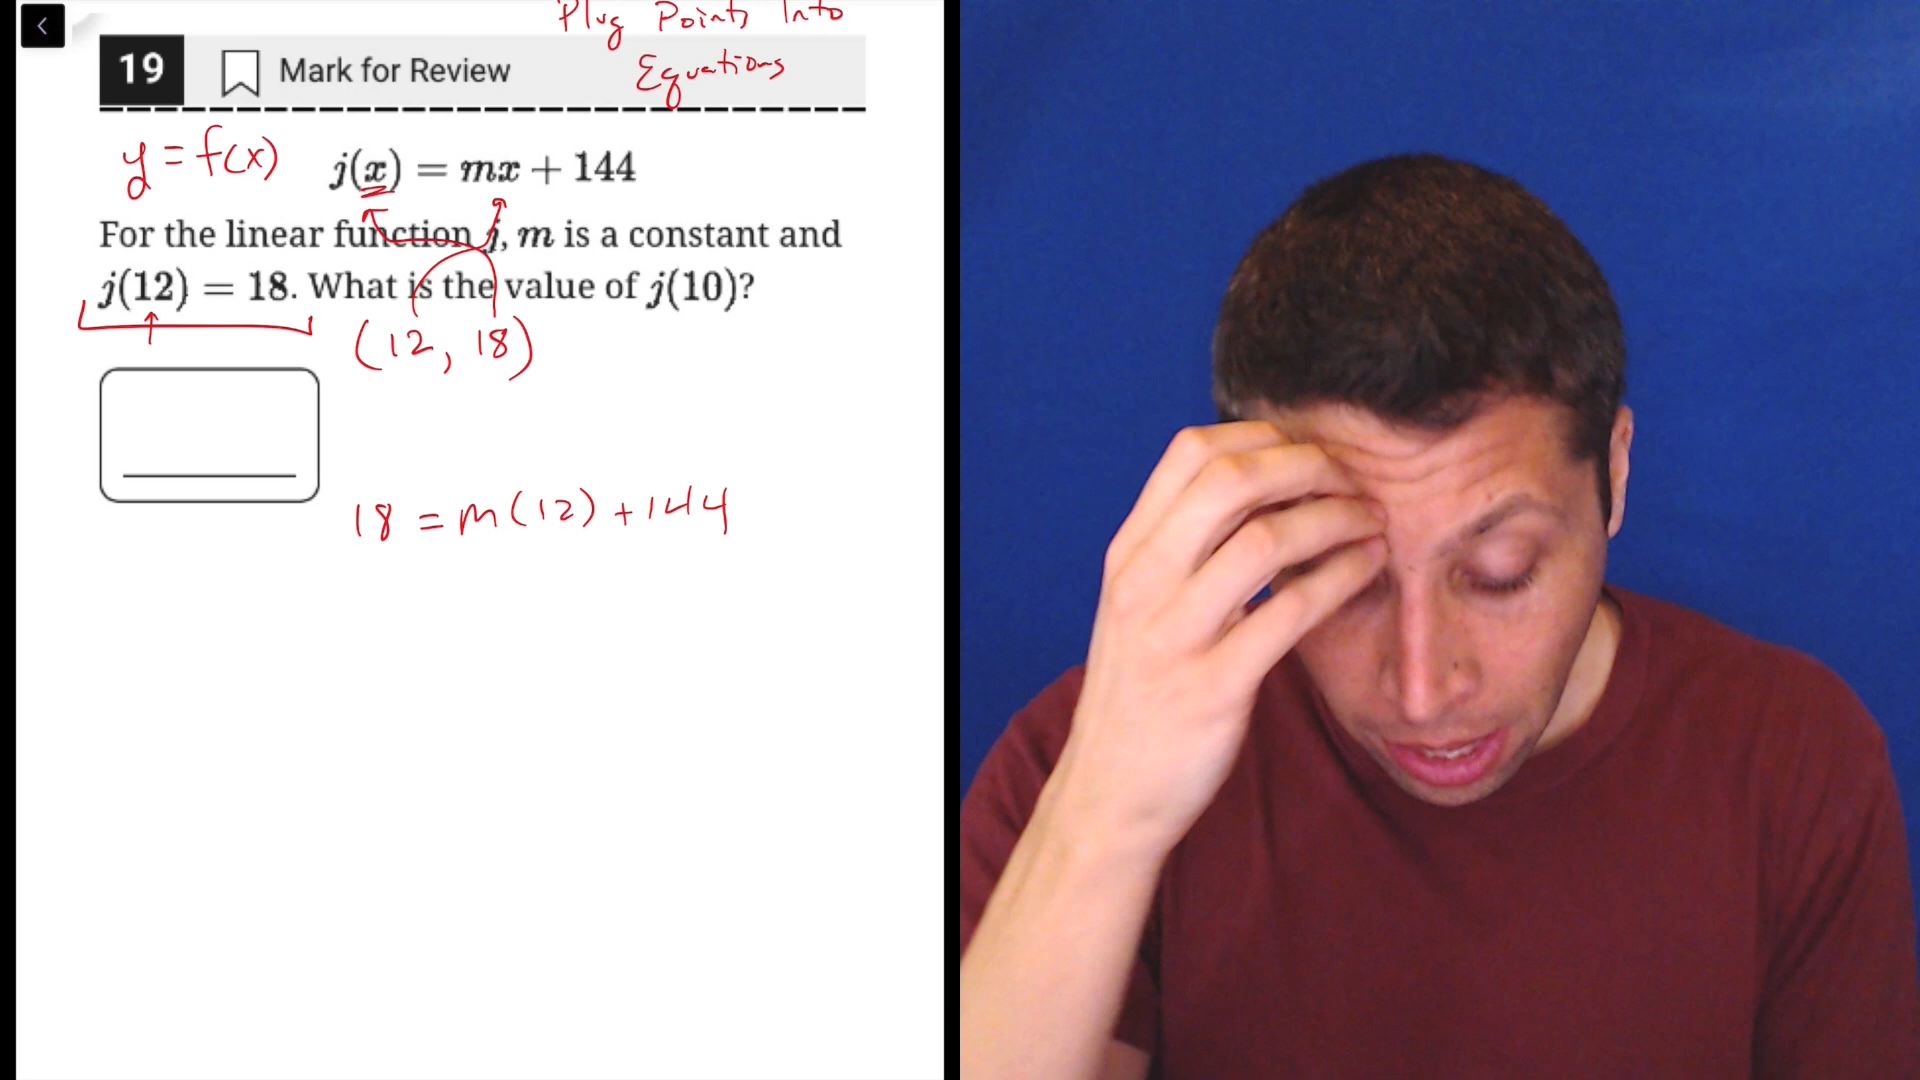 Plug Points Into
Equations
19 Mark for Review
y = f(x) j(x) = mx + 144
For the linear function j, m is a constant and
j(12) = 18. What is the value of j(10)?
(12, 18)
18 = m(12) + 144